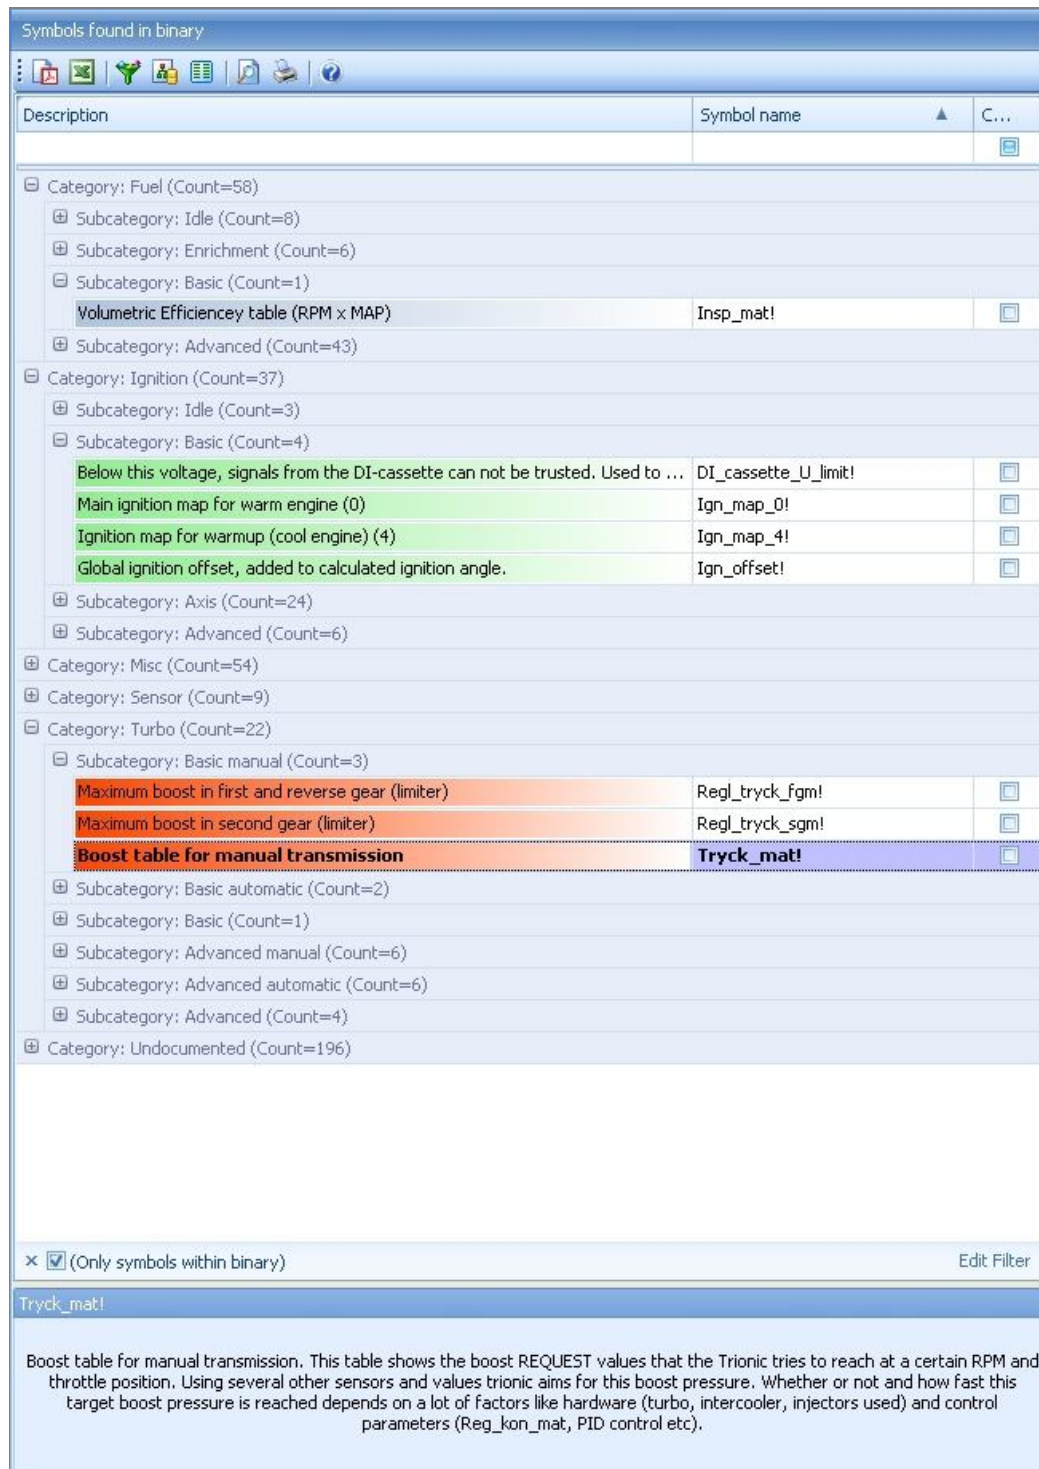 Symbols found in binary
Description Symbol name C...
Category: Fuel (Count=58)
Subcategory: Idle (Count=8)
Subcategory: Enrichment (Count=6)
Subcategory: Basic (Count=1)
Volumetric Efficiencey table (RPM x MAP) Insp_mat!
Subcategory: Advanced (Count=43)
Category: Ignition (Count=37)
Subcategory: Idle (Count=3)
Subcategory: Basic (Count=4)
Below this voltage, signals from the DI-cassette can not be trusted. Used to ... DI_cassette_U_limit!
Main ignition map for warm engine (0) Ign_map_0!
Ignition map for warmup (cool engine) (4) Ign_map_4!
Global ignition offset, added to calculated ignition angle. Ign_offset!
Subcategory: Axis (Count=24)
Subcategory: Advanced (Count=6)
Category: Misc (Count=54)
Category: Sensor (Count=9)
Category: Turbo (Count=22)
Subcategory: Basic manual (Count=3)
Maximum boost in first and reverse gear (limiter) Regl_tryck_fgm!
Maximum boost in second gear (limiter) Regl_tryck_sgm!
Boost table for manual transmission Tryck_mat!
Subcategory: Basic automatic (Count=2)
Subcategory: Basic (Count=1)
Subcategory: Advanced manual (Count=6)
Subcategory: Advanced automatic (Count=6)
Subcategory: Advanced (Count=4)
Category: Undocumented (Count=196)
(Only symbols within binary) Edit Filter
Tryck_mat!
Boost table for manual transmission. This table shows the boost REQUEST values that the Trionic tries to reach at a certain RPM and
throttle position. Using several other sensors and values trionic aims for this boost pressure. Whether or not and how fast this
target boost pressure is reached depends on a lot of factors like hardware (turbo, intercooler, injectors used) and control
parameters (Reg_kon_mat, PID control etc).